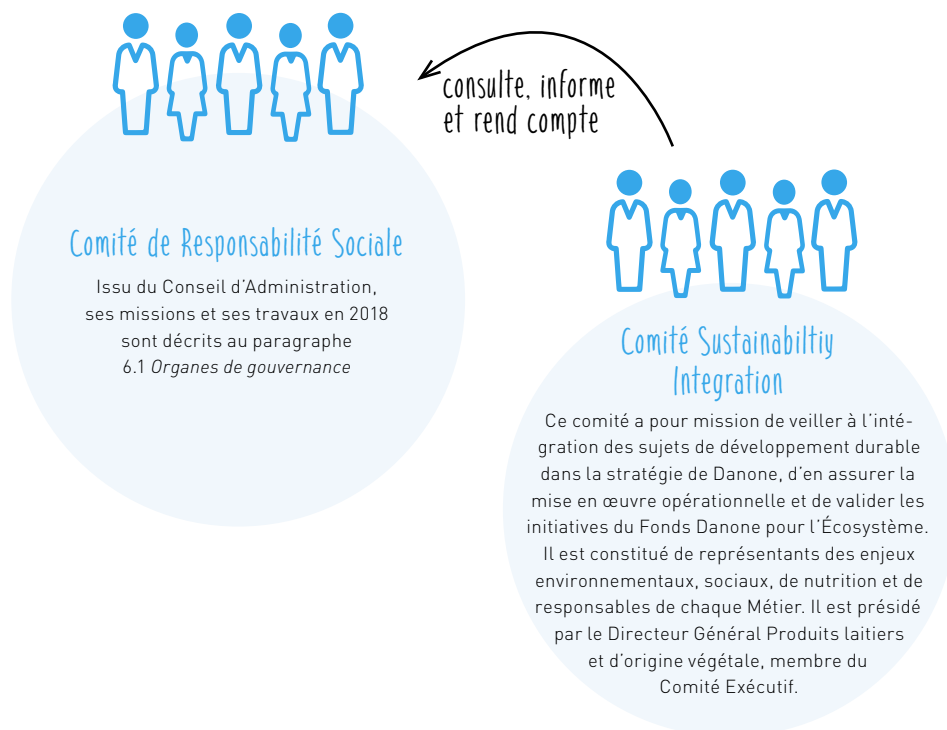 consulte, informe
et rend compte
Comité de Responsabilité Sociale
Issu du Conseil d'Administration,
ses missions et ses travaux en 2018
sont décrits au paragraphe
6.1 Organes de gouvernance
Comité Sustainabiltiy
Integration
Ce comité a pour mission de veiller à l'inté-
gration des sujets de développement durable
dans la stratégie de Danone, d'en assurer la
mise en œuvre opérationnelle et de valider les
initiatives du Fonds Danone pour l'Écosystème.
Il est constitué de représentants des enjeux
environnementaux, sociaux, de nutrition et de
responsables de chaque Métier. Il est présidé
par le Directeur Général Produits laitiers
et d'origine végétale, membre du
Comité Exécutif.